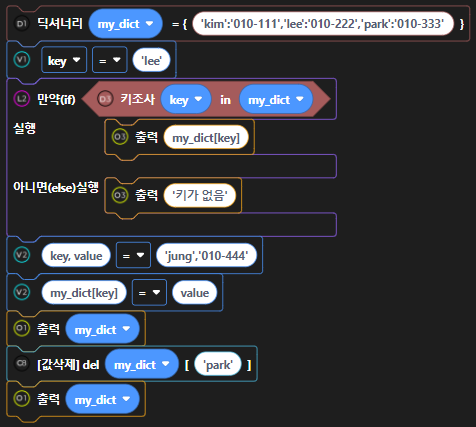 D1 딕셔너리 my_dict = { 'kim':'010-111','lee':'010-222','park':'010-333' }
V1 key = 'lee'
L2 만약(if) D3 키조사 key in my_dict
실행 O3 출력 my_dict[key]
아니면(else)실행 O3 출력 '키가 없음'
V2 key, value = 'jung','010-444'
V2 my_dict[key] = value
O1 출력 my_dict
C8 [값삭제] del my_dict [ 'park' ]
O1 출력 my_dict